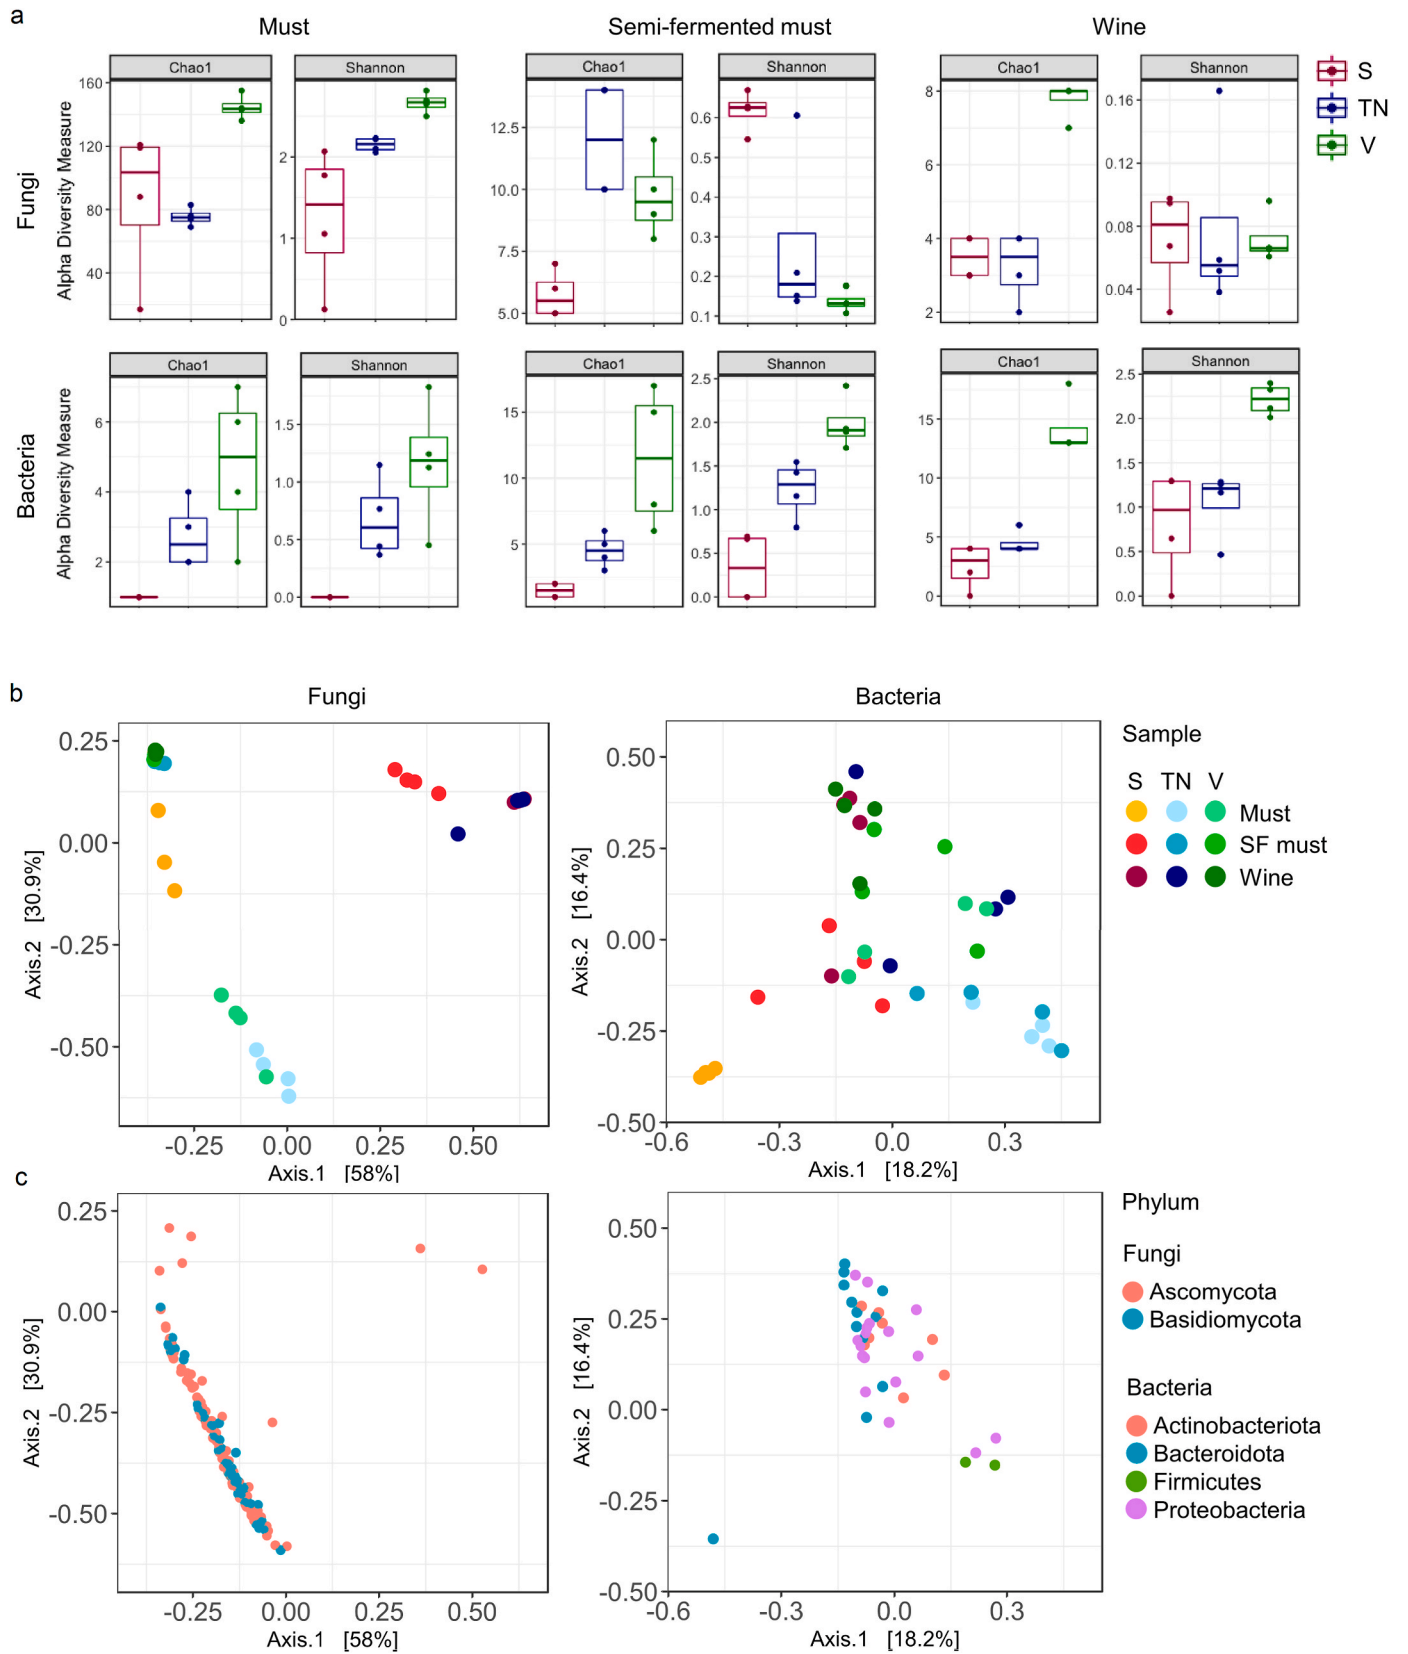 a
Must
Semi-fermented must
Wine
Fungi
Alpha Diversity Measure
Chao1
160
120
80
40
Shannon
2
1
0
Chao1
12.5
10.0
7.5
5.0
Shannon
0.6
0.5
0.4
0.3
0.2
0.1
Chao1
8
6
4
2
Shannon
0.16
0.12
0.08
0.04
S
TN
V
Bacteria
Alpha Diversity Measure
Chao1
6
4
2
Shannon
1.5
1.0
0.5
0.0
Chao1
15
10
5
Shannon
2.5
2.0
1.5
1.0
0.5
0.0
Chao1
15
10
5
0
Shannon
2.5
2.0
1.5
1.0
0.5
0.0
b
Fungi
Axis.2 [30.9%]
0.25
0.00
-0.25
-0.50
-0.25 0.00 0.25 0.50
Axis.1 [58%]
Bacteria
Axis.2 [16.4%]
0.50
0.25
0.00
-0.25
-0.50
-0.6 -0.3 0.0 0.3
Axis.1 [18.2%]
Sample
S TN V
Must
SF must
Wine
c
Axis.2 [30.9%]
0.25
0.00
-0.25
-0.50
-0.25 0.00 0.25 0.50
Axis.1 [58%]
Axis.2 [16.4%]
0.50
0.25
0.00
-0.25
-0.50
-0.6 -0.3 0.0 0.3
Axis.1 [18.2%]
Phylum
Fungi
Ascomycota
Basidiomycota
Bacteria
Actinobacteriota
Bacteroidota
Firmicutes
Proteobacteria